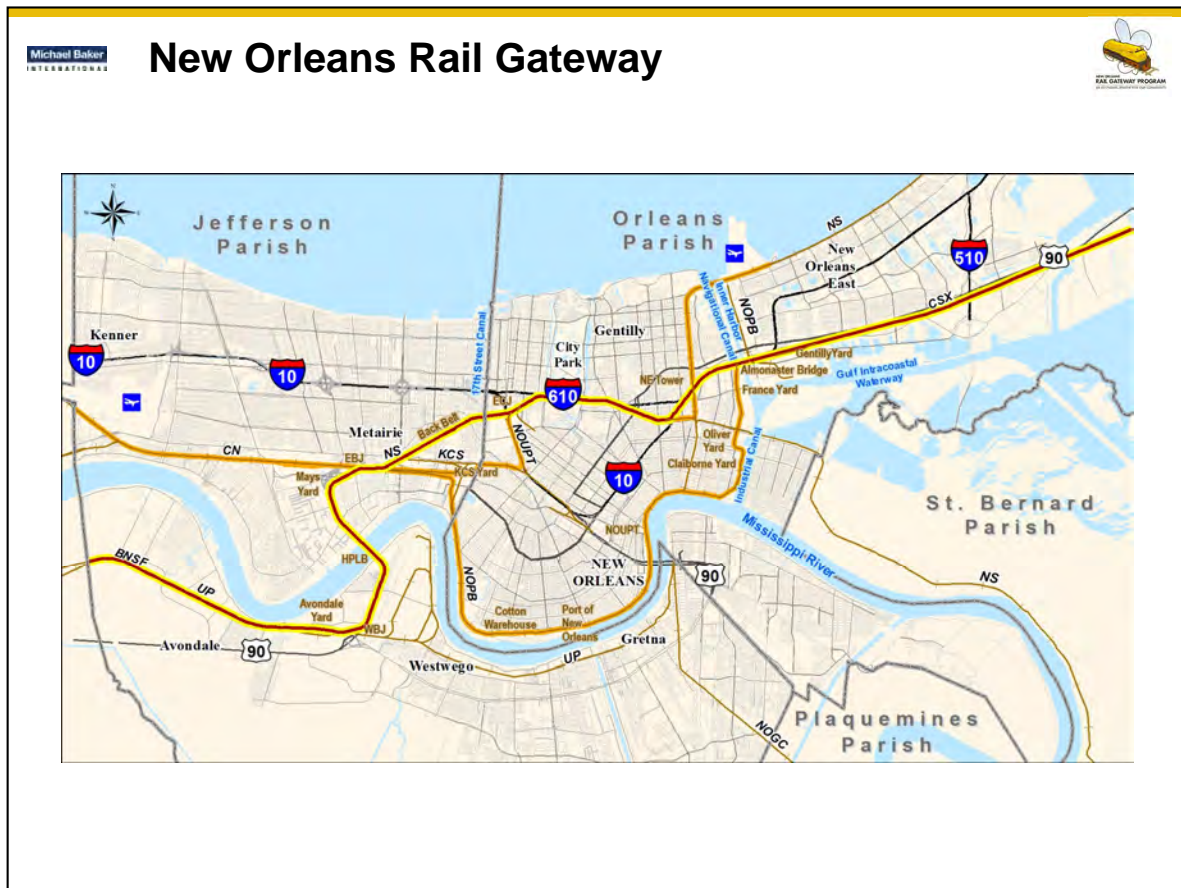 Michael Baker
INTERNATIONAL
New Orleans Rail Gateway
NEW ORLEANS
RAIL GATEWAY PROGRAM
N
Jefferson
Parish
Orleans
Parish
NS
New
Orleans
East
510
90
CSX
Inner Harbor
Navigational Canal
NOPB
17th Street Canal
Kenner
10
10
Gentilly
City
Park
610
NE Tower
Gentilly Yard
Almonaster Bridge
France Yard
Gulf Intracoastal
Waterway
Metairie
Back Belt
EBJ
NOUPT
CN
EBJ
NS
KCS
KCS Yard
Mays
Yard
Oliver
Yard
Claiborne Yard
Industrial Canal
10
St. Bernard
Parish
NOUPT
Mississippi River
BNSF
UP
HPLB
NOPB
NEW
ORLEANS
90
NS
Avondale
Yard
WBJ
Cotton
Warehouse
Port of
New
Orleans
Gretna
Avondale
90
Westwego
UP
NOGC
Plaquemines
Parish